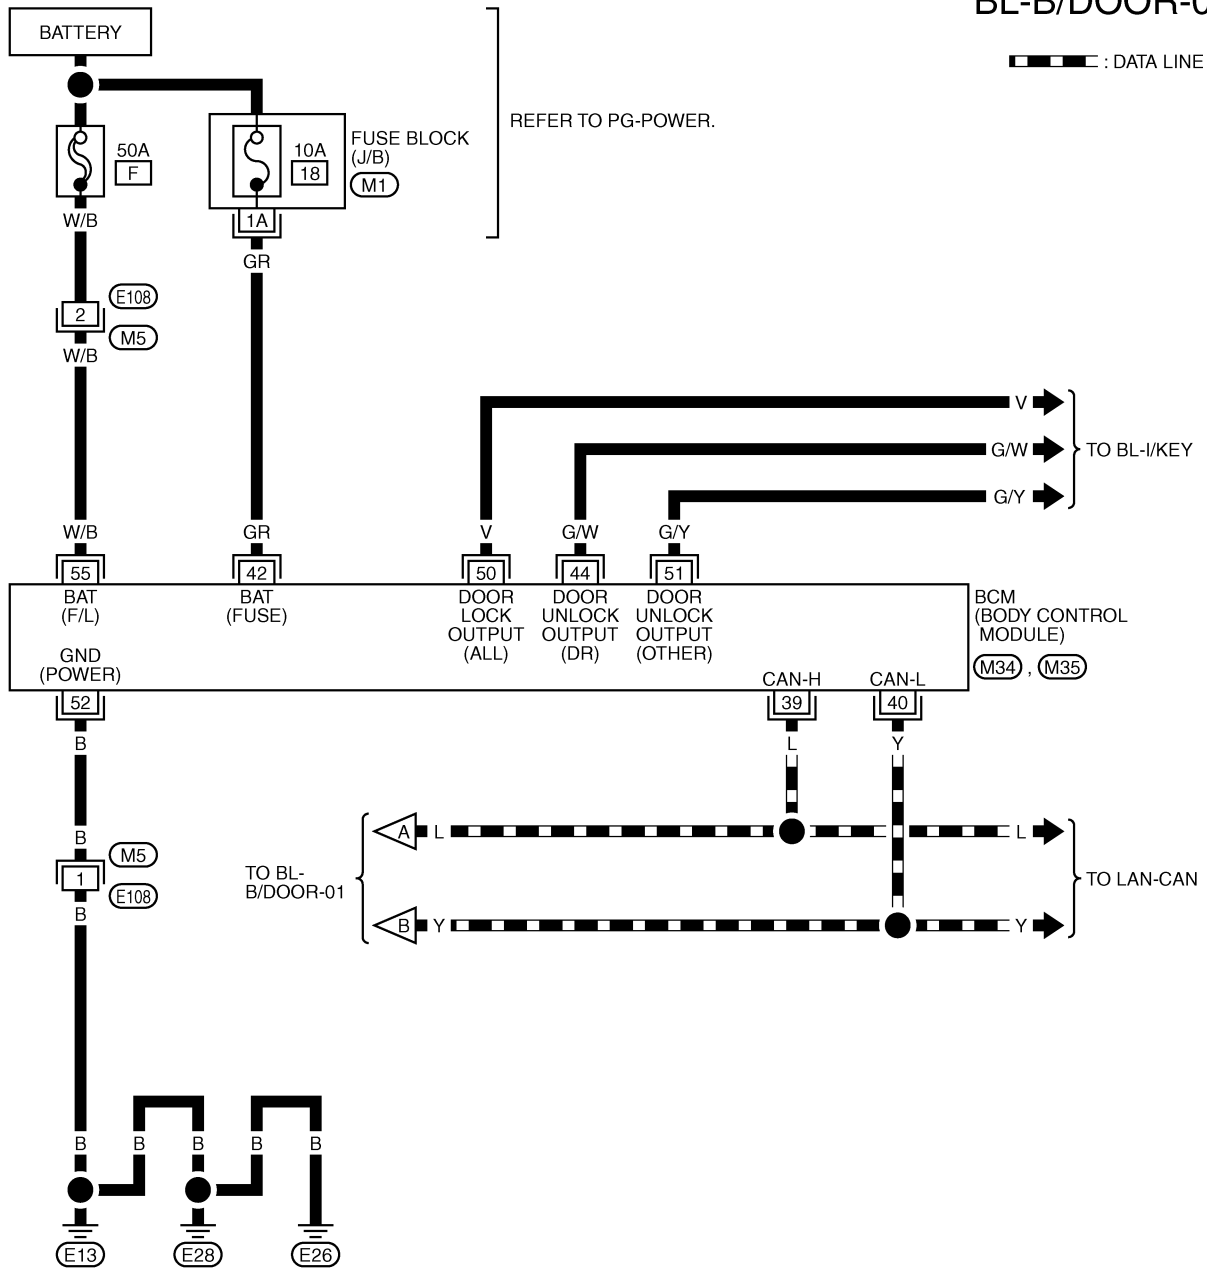 BL-B/DOOR-0
BATTERY
: DATA LINE
REFER TO PG-POWER.
50A
F
10A
18
FUSE BLOCK
(J/B)
M1
1A
W/B
GR
E108
2
M5
W/B
V
G/W
TO BL-I/KEY
G/Y
W/B
GR
V
G/W
G/Y
55
42
50
44
51
BAT
(F/L)
BAT
(FUSE)
DOOR
LOCK
OUTPUT
(ALL)
DOOR
UNLOCK
OUTPUT
(DR)
DOOR
UNLOCK
OUTPUT
(OTHER)
BCM
(BODY CONTROL
MODULE)
M34 , M35
GND
(POWER)
CAN-H
CAN-L
52
39
40
B
L
Y
B
M5
1
E108
B
TO BL-
B/DOOR-01
A
L
L
B
Y
Y
TO LAN-CAN
B
B
B
B
B
E13
E28
E26